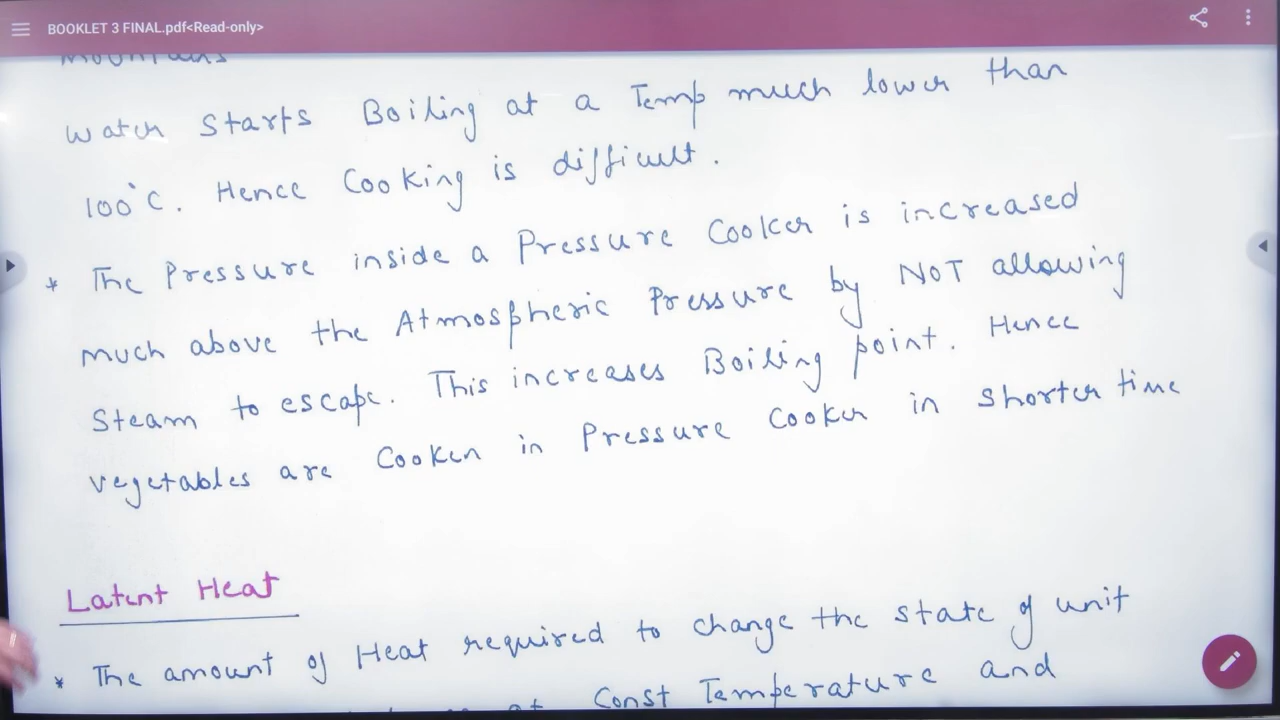 BOOKLET 3 FINAL.pdf<Read-only>
Mountains
water starts Boiling at a Temp much lower than
100°C. Hence Cooking is difficult.
* The Pressure inside a Pressure Cooker is increased
much above the Atmospheric Pressure by NOT allowing
Steam to escape. This increases Boiling point. Hence
vegetables are Cooken in Pressure Cooker in shorter time
Latent Heat
* The amount of Heat required to change the state of unit
at Const Temperature and